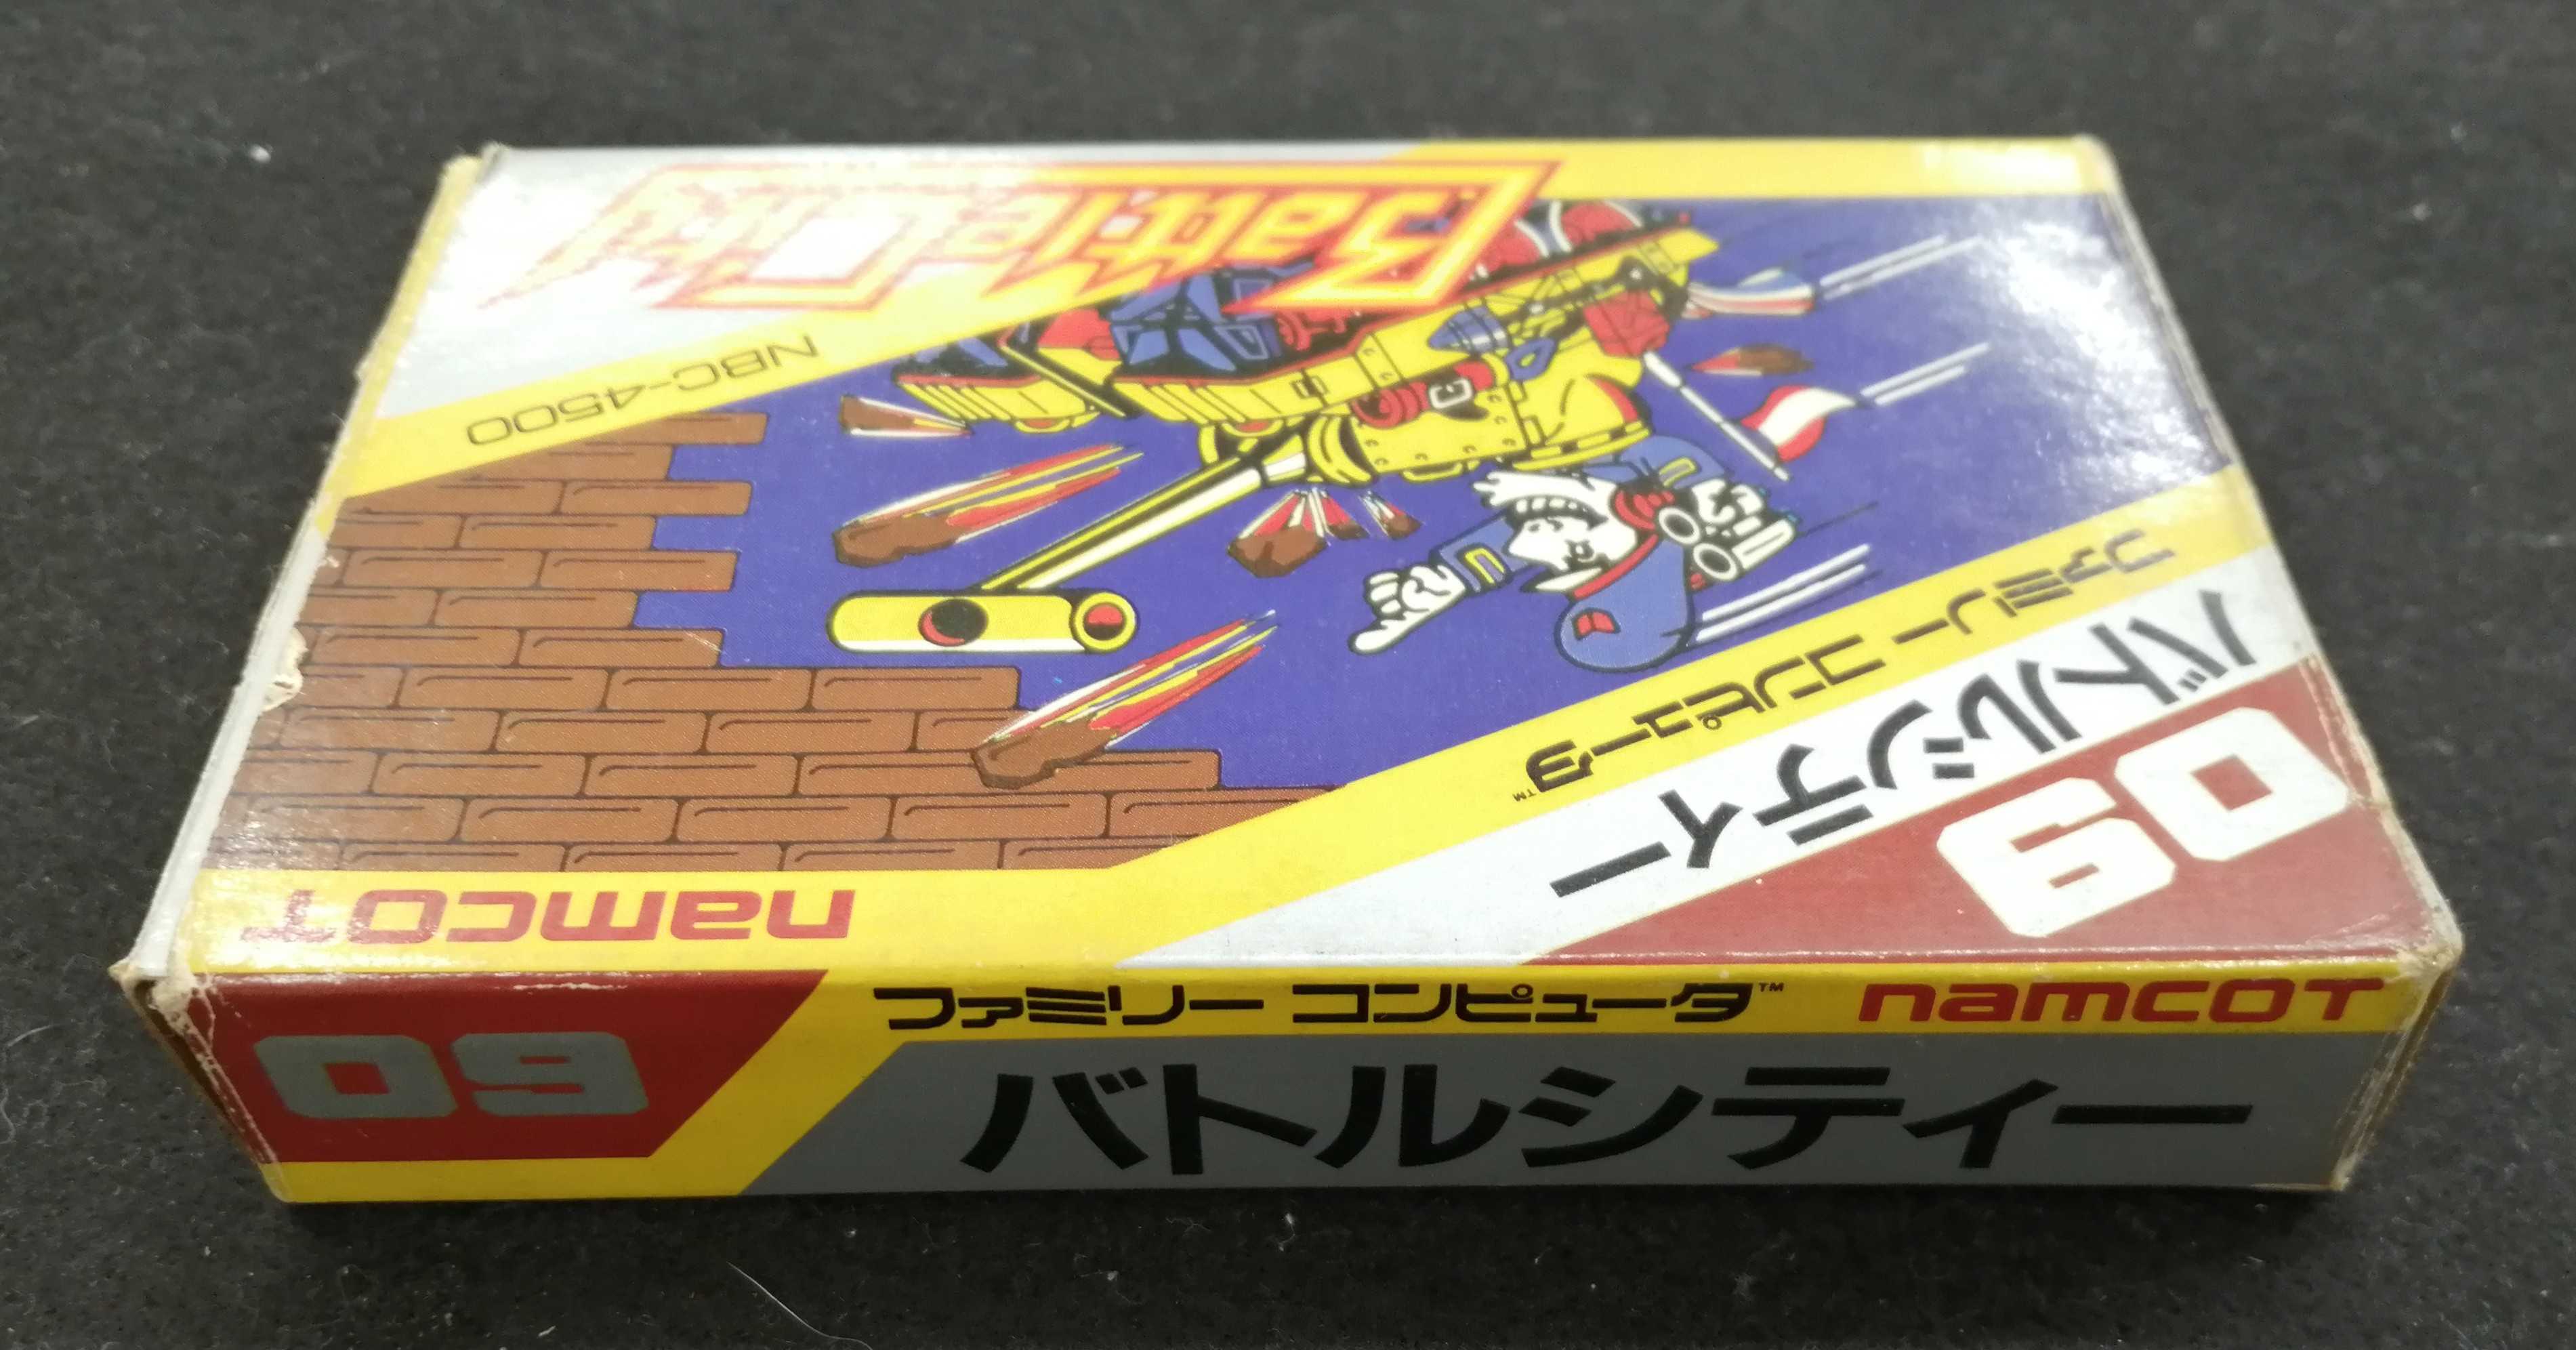 Battle City
NBC-4500
ファミリー コンピュータ™
バトルシティー
09
namcot
09
ファミリー コンピュータ™
namcot
バトルシティー